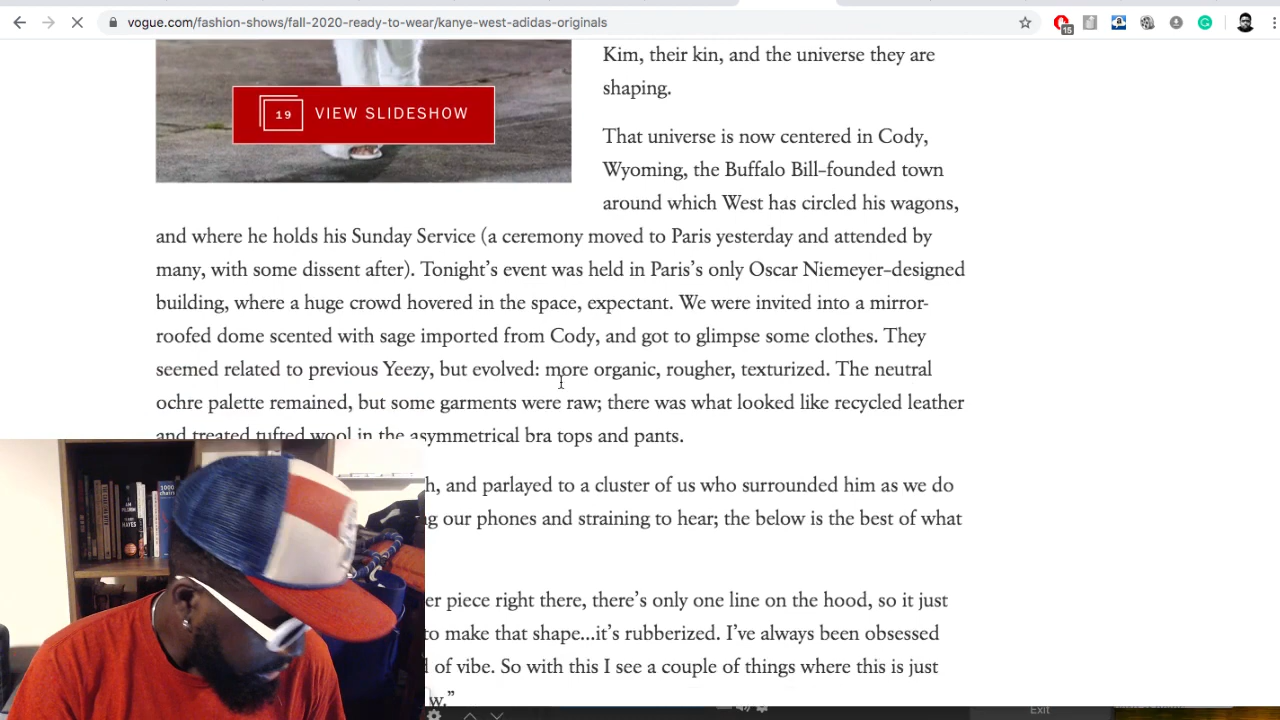 vogue.com/fashion-shows/fall-2020-ready-to-wear/kanye-west-adidas-originals
15
Kim, their kin, and the universe they are
shaping.
19 VIEW SLIDESHOW
That universe is now centered in Cody,
Wyoming, the Buffalo Bill–founded town
around which West has circled his wagons,
and where he holds his Sunday Service (a ceremony moved to Paris yesterday and attended by
many, with some dissent after). Tonight’s event was held in Paris’s only Oscar Niemeyer–designed
building, where a huge crowd hovered in the space, expectant. We were invited into a mirror-
roofed dome scented with sage imported from Cody, and got to glimpse some clothes. They
seemed related to previous Yeezy, but evolved: more organic, rougher, texturized. The neutral
ochre palette remained, but some garments were raw; there was what looked like recycled leather
and treated tufted wool in the asymmetrical bra tops and pants.
h, and parlayed to a cluster of us who surrounded him as we do
ng our phones and straining to hear; the below is the best of what
er piece right there, there’s only one line on the hood, so it just
to make that shape...it’s rubberized. I’ve always been obsessed
d of vibe. So with this I see a couple of things where this is just
w.”
Exit